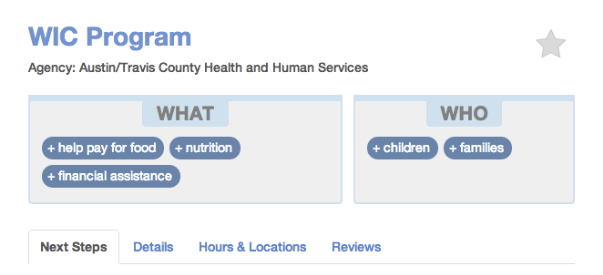 WIC Program
Agency: Austin/Travis County Health and Human Services
WHAT
+ help pay for food + nutrition
+ financial assistance
WHO
+ children + families
Next Steps Details Hours & Locations Reviews